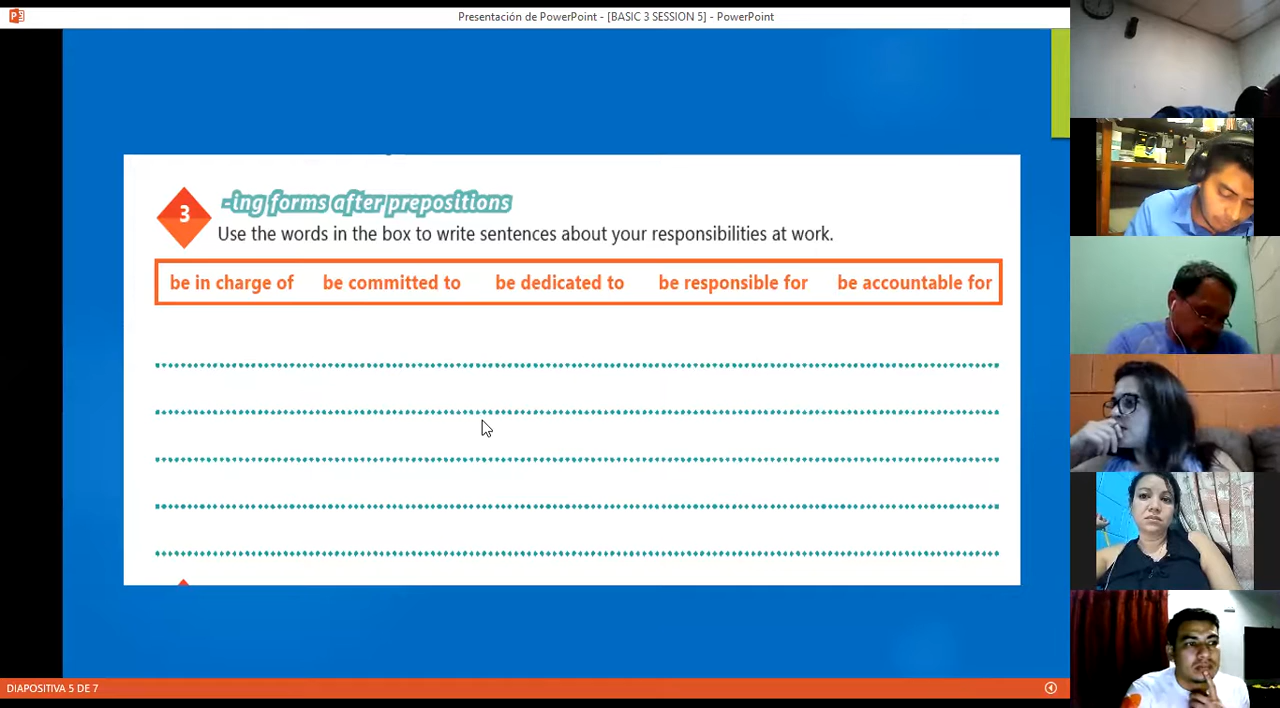 Presentación de PowerPoint - [BASIC 3 SESSION 5] - PowerPoint
3
-ing forms after prepositions
Use the words in the box to write sentences about your responsibilities at work.
be in charge of be committed to be dedicated to be responsible for be accountable for
DIAPOSITIVA 5 DE 7